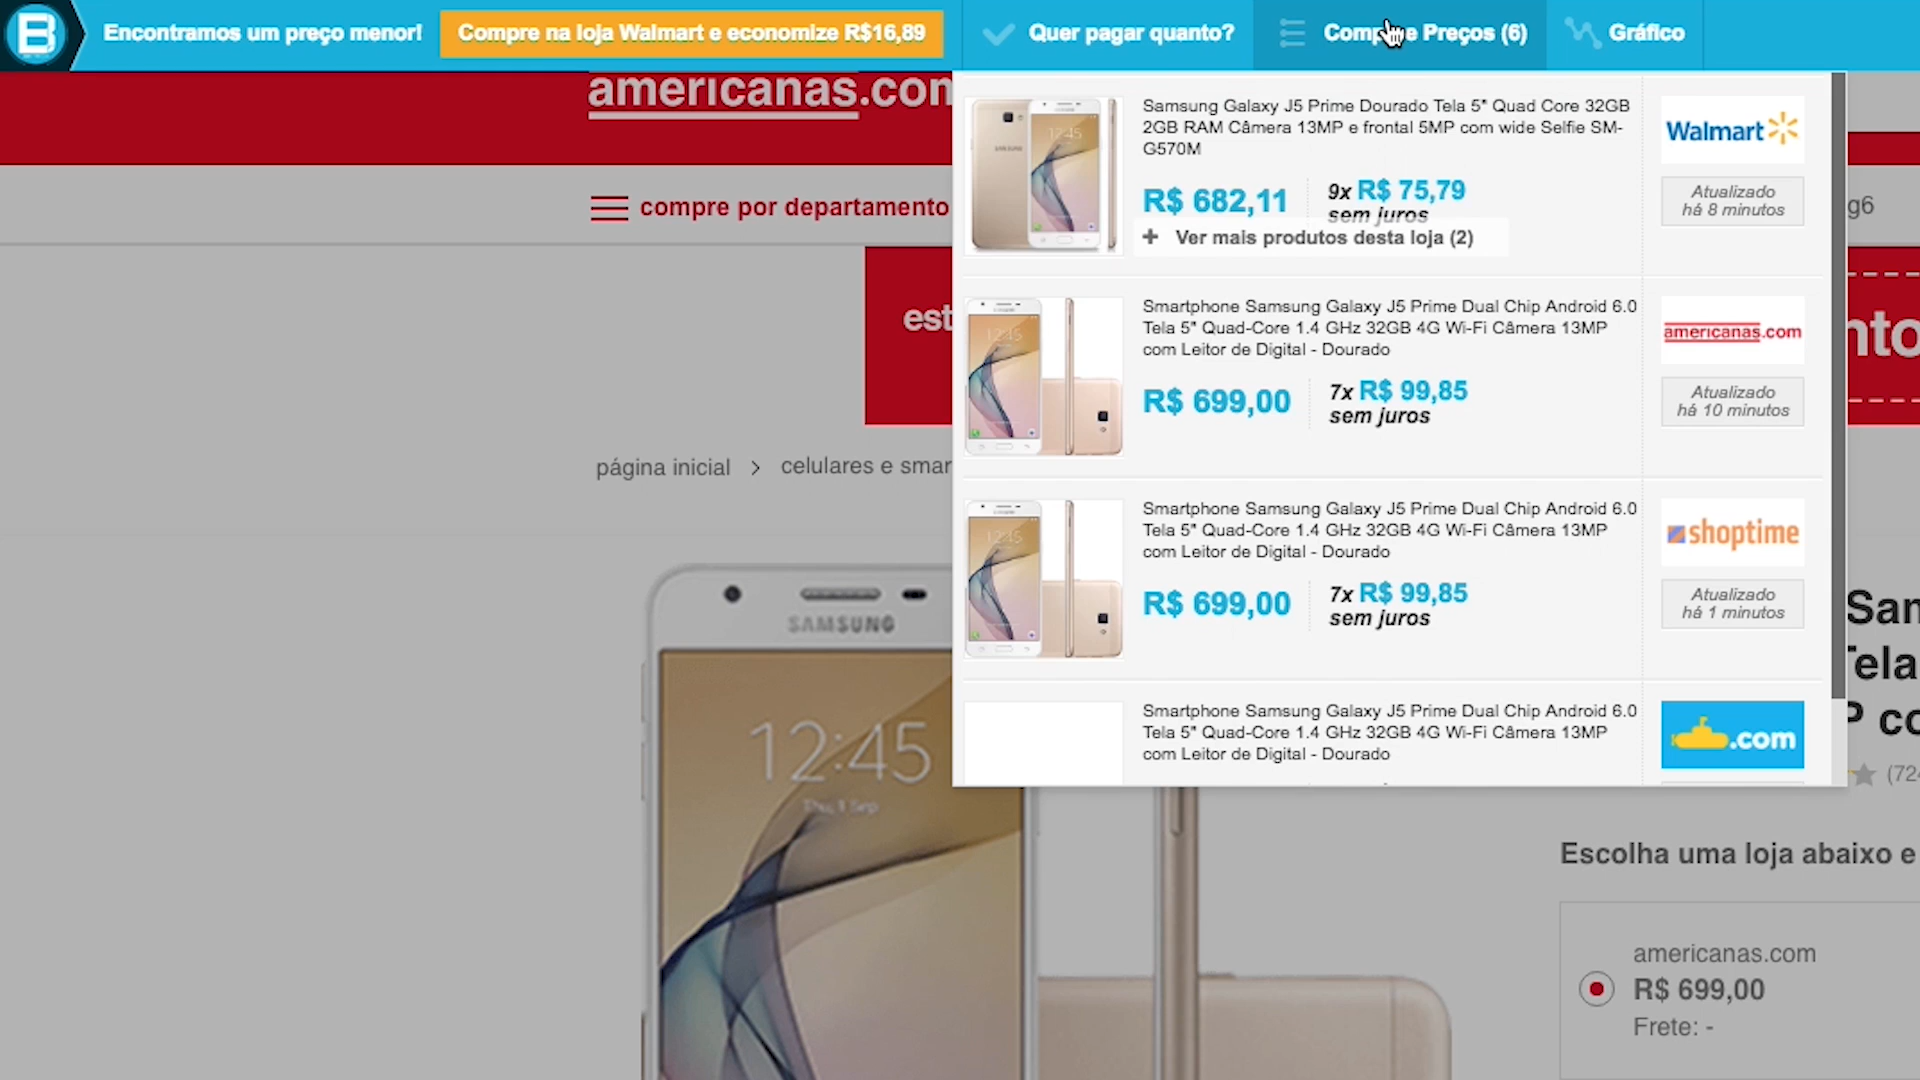 B
Encontramos um preço menor!
Compre na loja Walmart e economize R$16,89
Quer pagar quanto?
Preços (6)
Gráfico
americanas.com
compre por departamento
g6
página inicial > celulares e
SAMSUNG
12:45
Thu, 1 Sep
Samsung Galaxy J5 Prime Dourado Tela 5" Quad Core 32GB
2GB RAM Câmera 13MP e frontal 5MP com wide Selfie SM-
G570M
R$ 682,11
9x R$ 75,79
sem juros
+ Ver mais produtos desta loja (2)
Walmart
Atualizado
há 8 minutos
Smartphone Samsung Galaxy J5 Prime Dual Chip Android 6.0
Tela 5" Quad-Core 1.4 GHz 32GB 4G Wi-Fi Câmera 13MP
com Leitor de Digital - Dourado
R$ 699,00
7x R$ 99,85
sem juros
americanas.com
Atualizado
há 10 minutos
Smartphone Samsung Galaxy J5 Prime Dual Chip Android 6.0
Tela 5" Quad-Core 1.4 GHz 32GB 4G Wi-Fi Câmera 13MP
com Leitor de Digital - Dourado
R$ 699,00
7x R$ 99,85
sem juros
shoptime
Atualizado
há 1 minutos
Smartphone Samsung Galaxy J5 Prime Dual Chip Android 6.0
Tela 5" Quad-Core 1.4 GHz 32GB 4G Wi-Fi Câmera 13MP
com Leitor de Digital - Dourado
.com
Escolha uma loja abaixo e
americanas.com
R$ 699,00
Frete: -